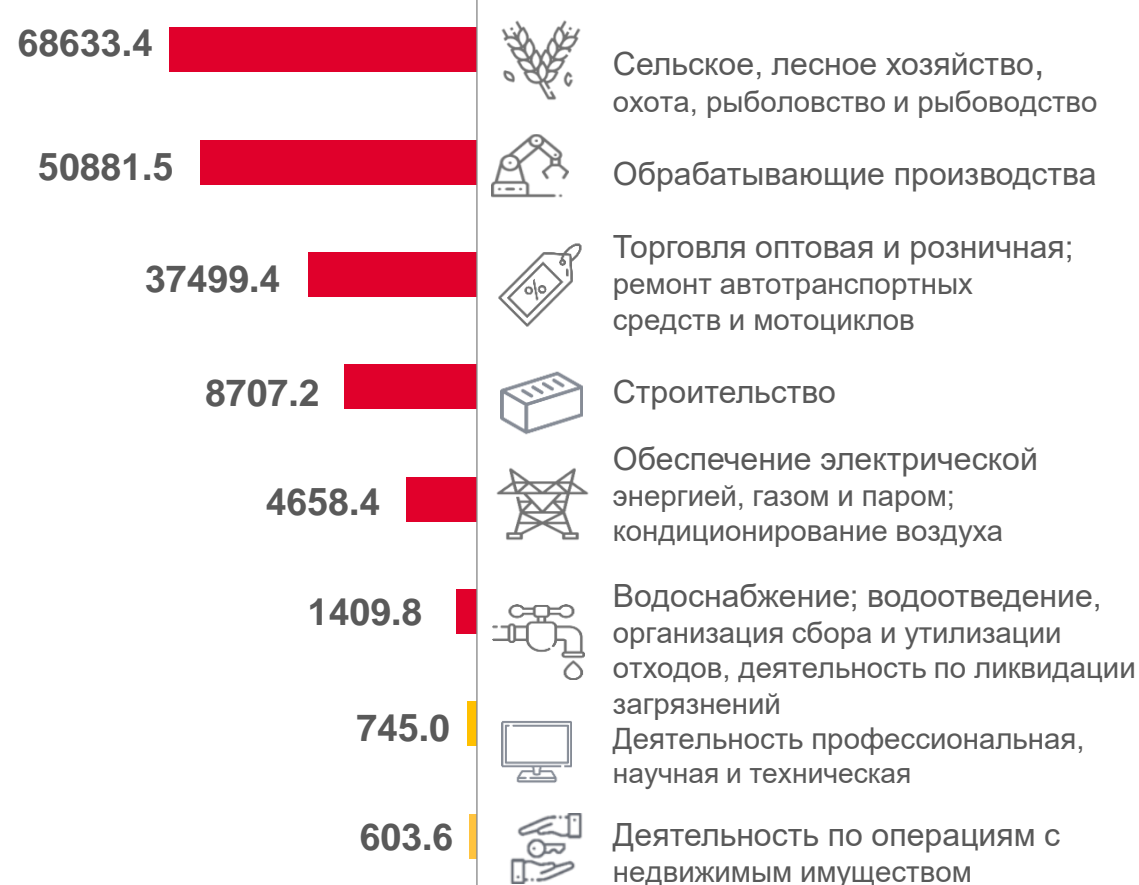 68633.4
Сельское, лесное хозяйство,
охота, рыболовство и рыбоводство
50881.5
Обрабатывающие производства
37499.4
Торговля оптовая и розничная;
ремонт автотранспортных
средств и мотоциклов
%
8707.2
Строительство
4658.4
Обеспечение электрической
энергией, газом и паром;
кондиционирование воздуха
1409.8
Водоснабжение; водоотведение,
организация сбора и утилизации
отходов, деятельность по ликвидации
загрязнений
745.0
Деятельность профессиональная,
научная и техническая
603.6
Деятельность по операциям с
недвижимым имуществом